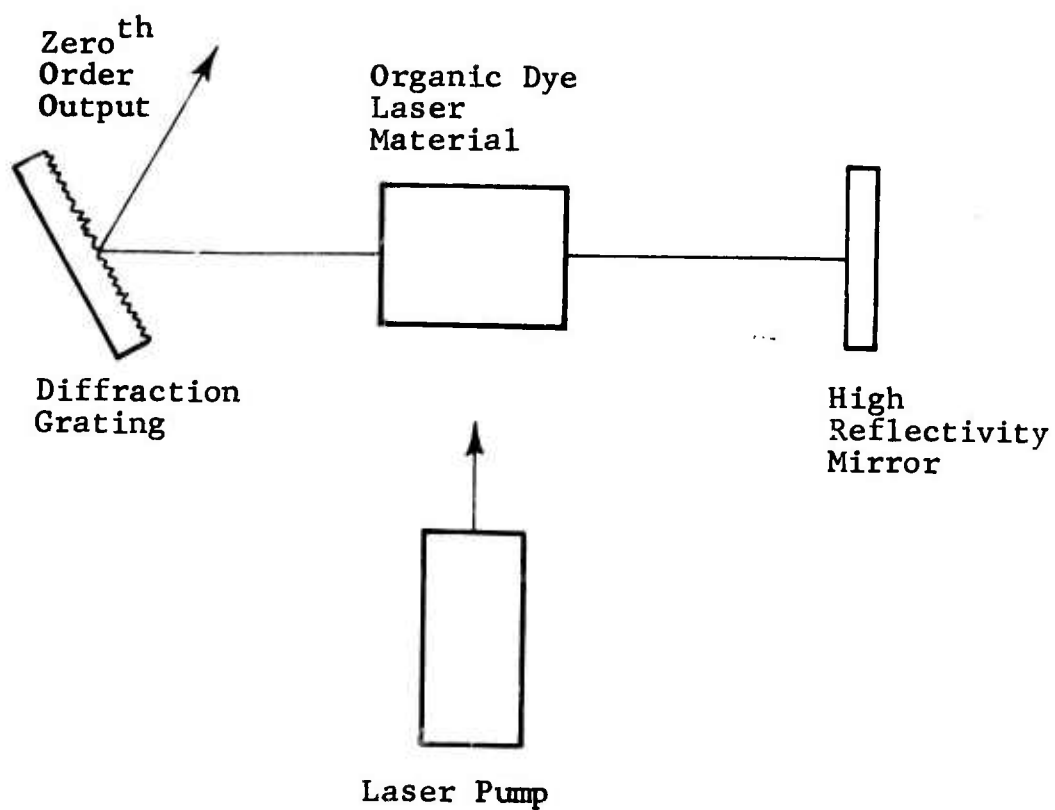 Zero^th
Order
Output
Organic Dye
Laser
Material
Diffraction
Grating
High
Reflectivity
Mirror
Laser Pump